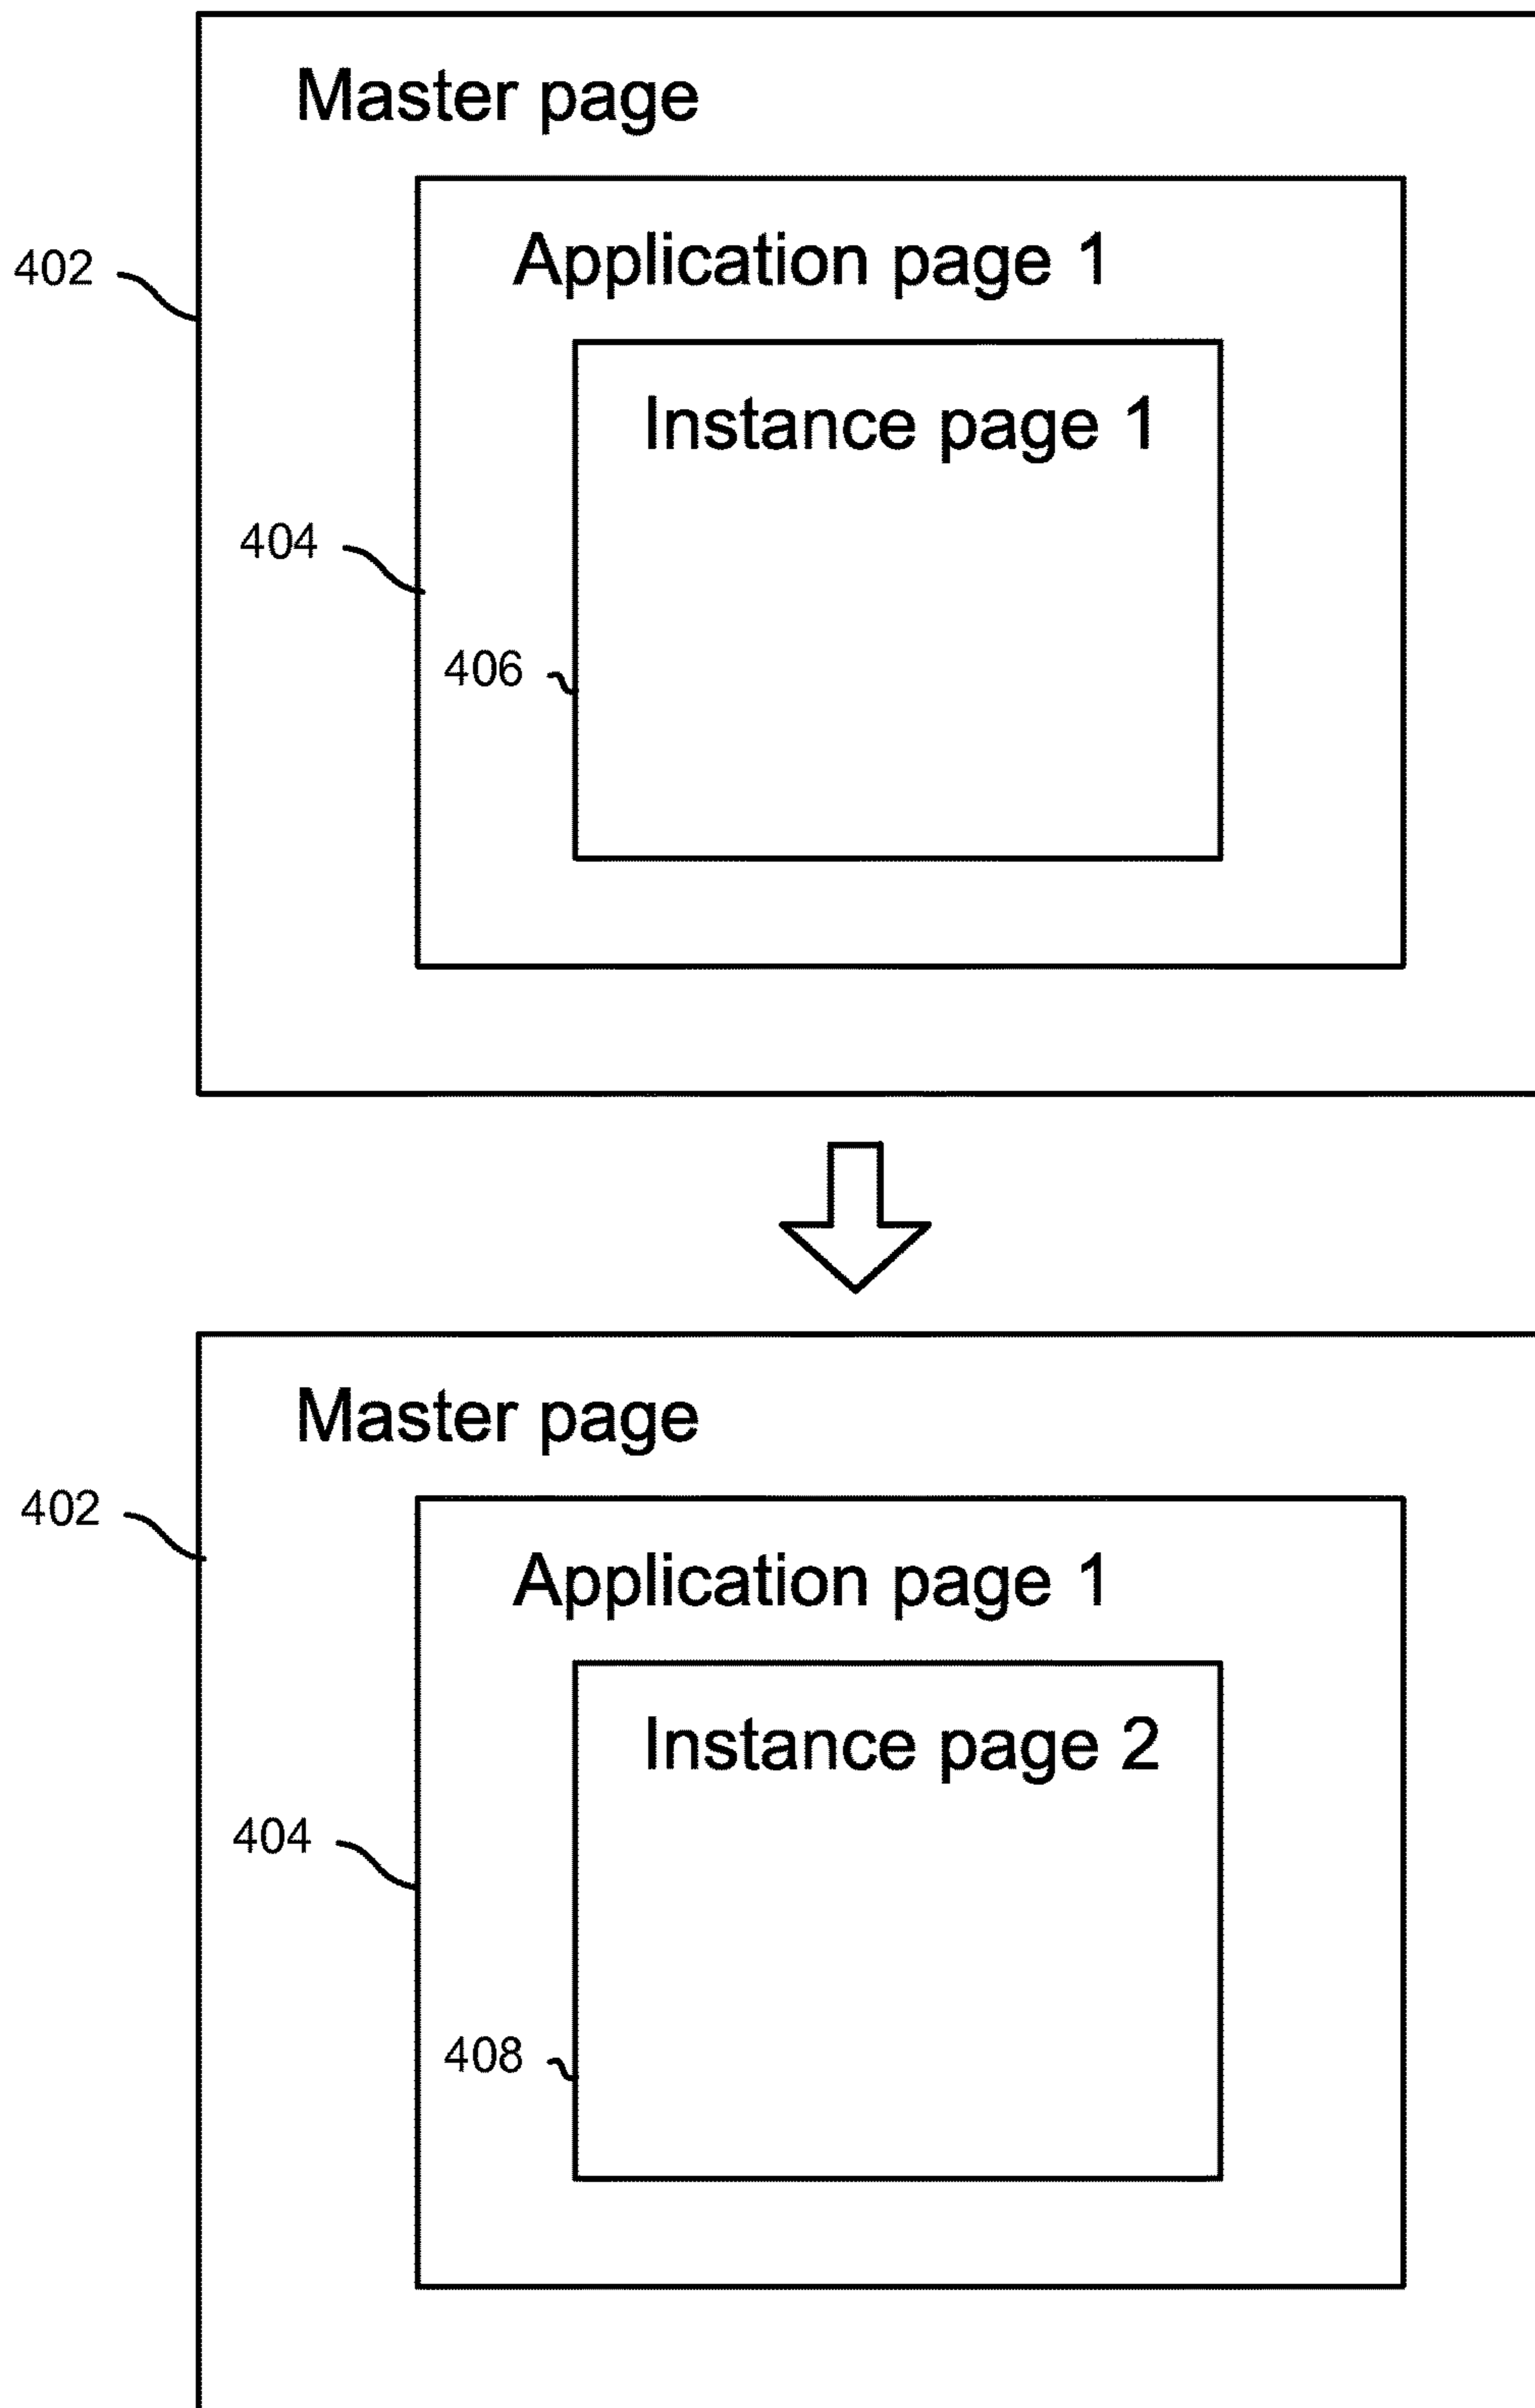 Master page
Application page 1
402
Instance page 1
404
406
Master page
402
Application page 1
Instance page 2
404
408